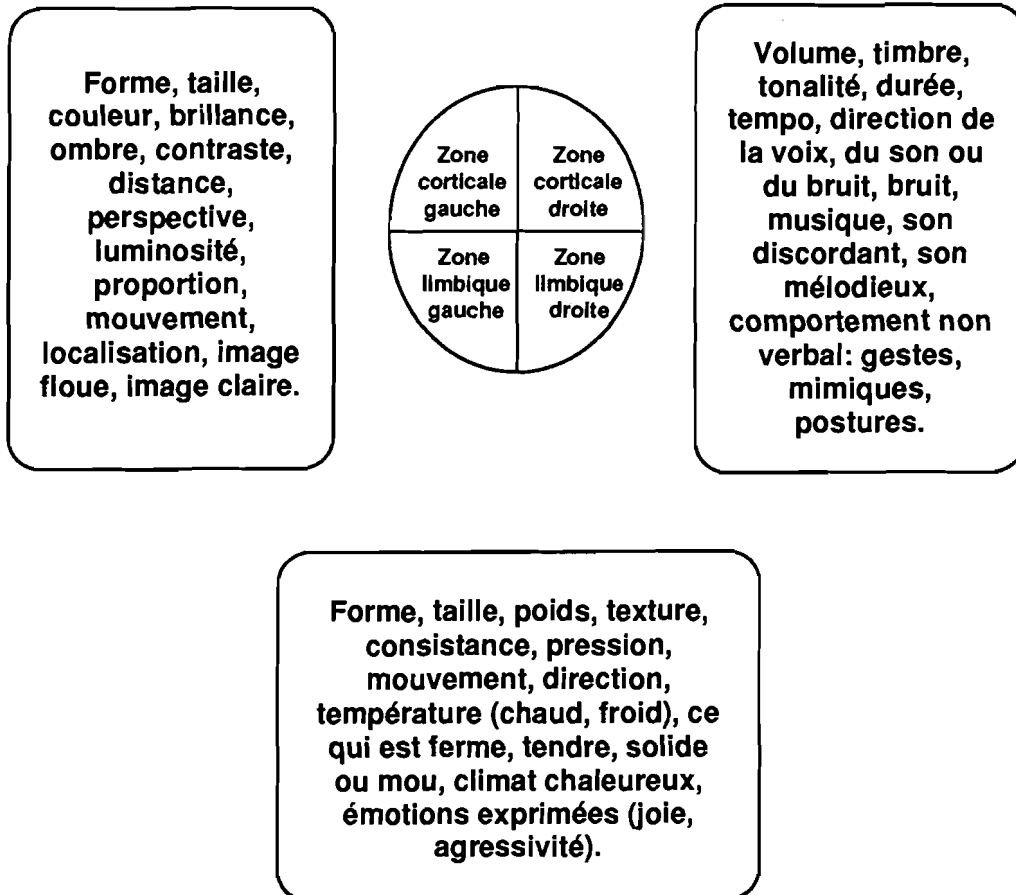 Forme, taille,
couleur, brillance,
ombre, contraste,
distance,
perspective,
luminosité,
proportion,
mouvement,
localisation, image
floue, image claire.
Zone
corticale
gauche
Zone
corticale
droite
Zone
limbique
gauche
Zone
limbique
droite
Volume, timbre,
tonalité, durée,
tempo, direction de
la voix, du son ou
du bruit, bruit,
musique, son
discordant, son
mélodieux,
comportement non
verbal: gestes,
mimiques,
postures.
Forme, taille, poids, texture,
consistance, pression,
mouvement, direction,
température (chaud, froid), ce
qui est ferme, tendre, solide
ou mou, climat chaleureux,
émotions exprimées (joie,
agressivité).